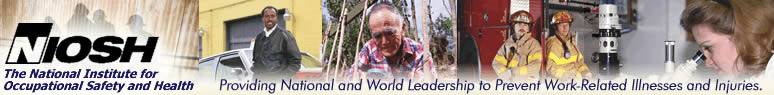 NIOSH
The National Institute for
Occupational Safety and Health
Providing National and World Leadership to Prevent Work-Related Illnesses and Injuries.